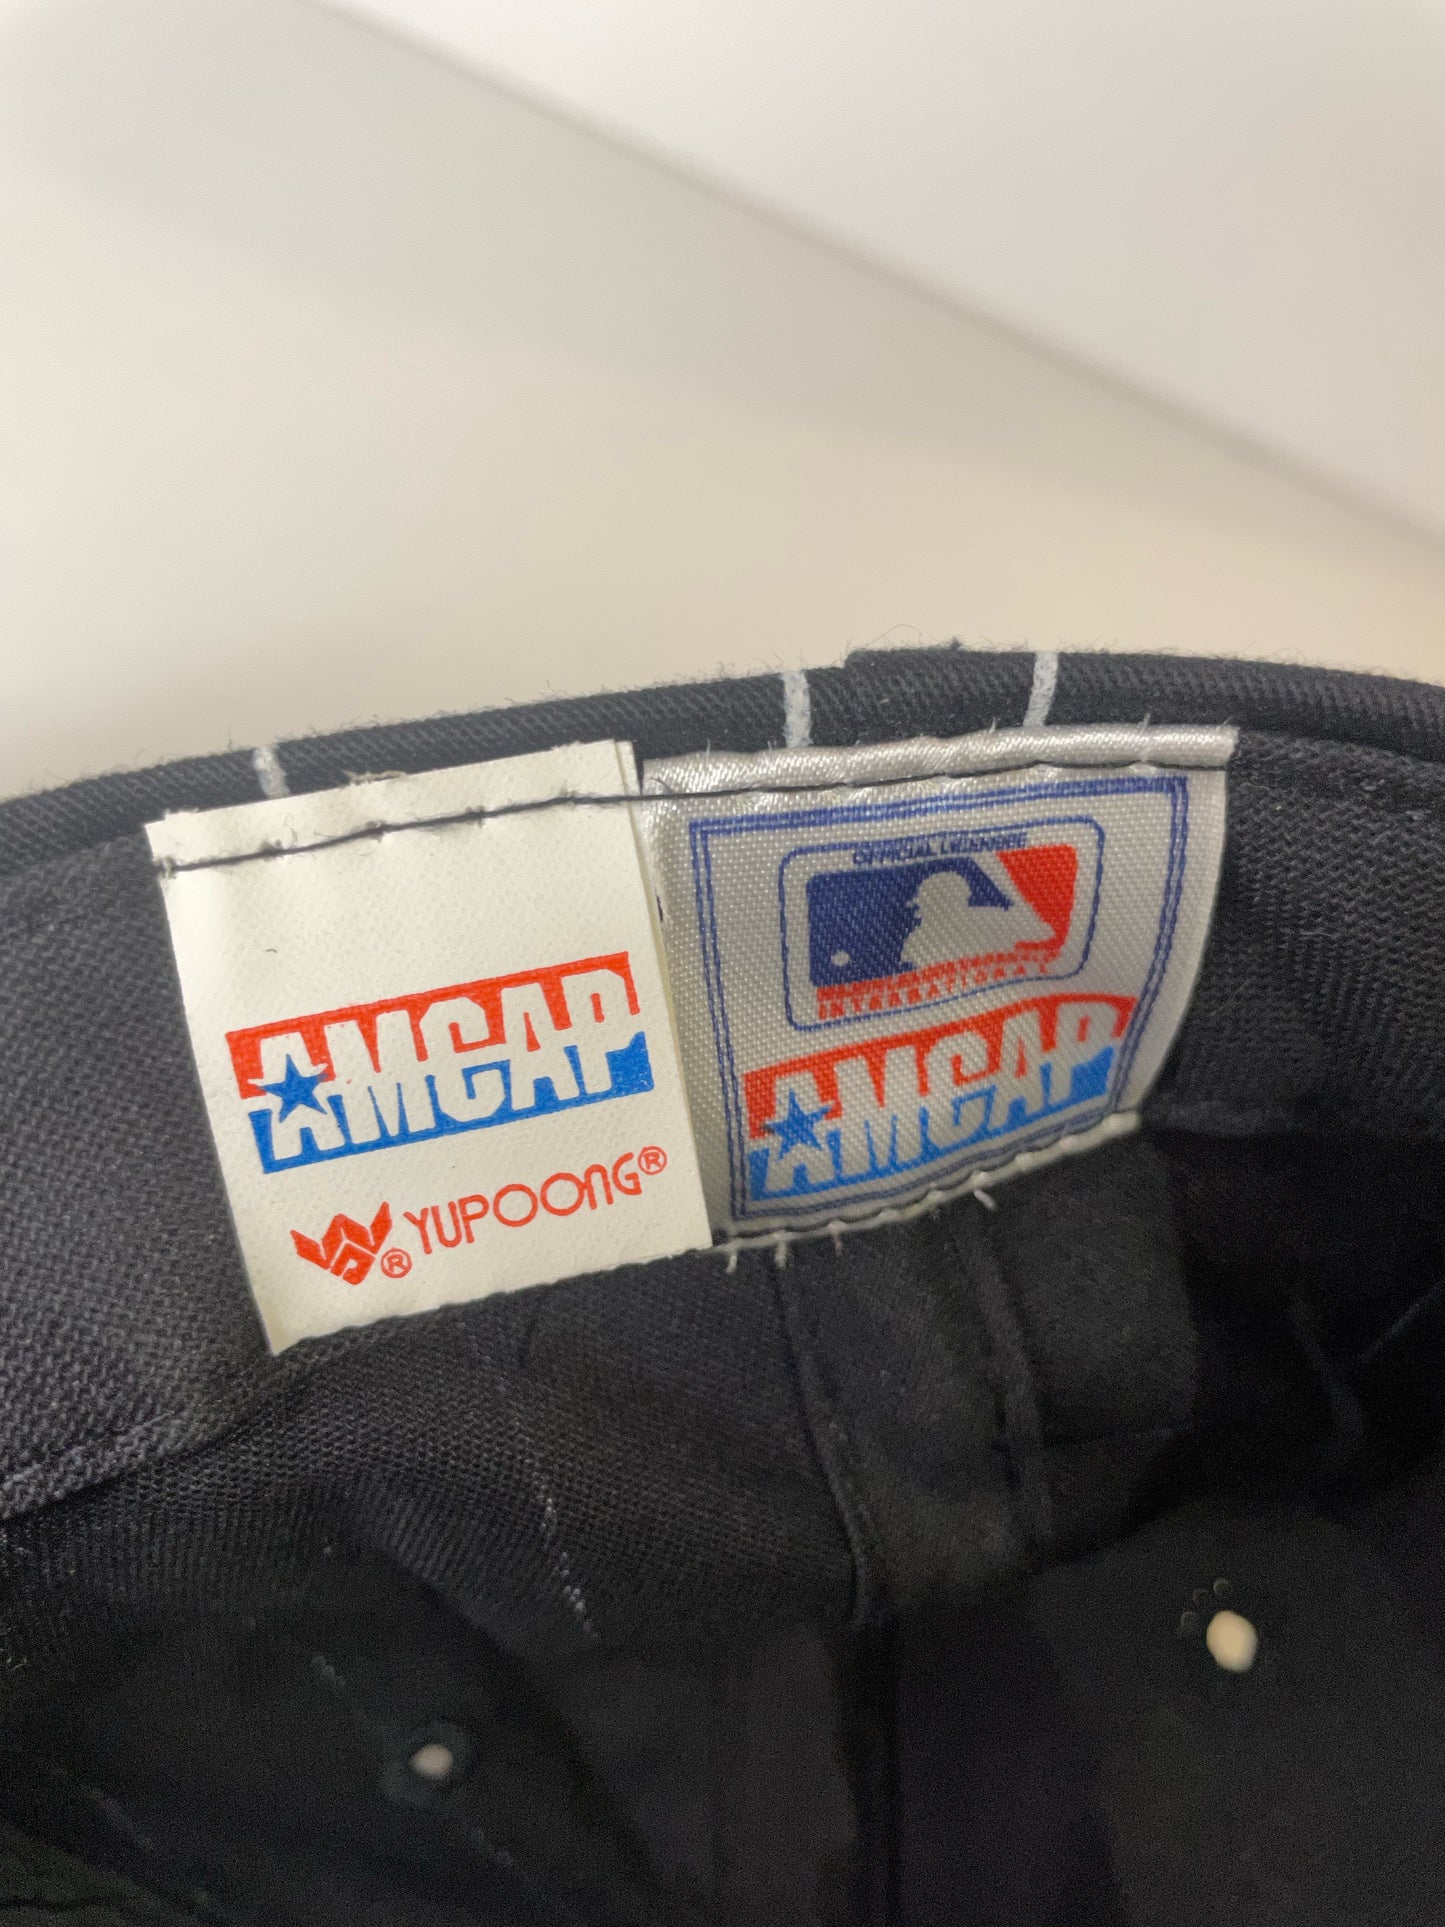 AMCAP
® YUPOONG®
OFFICIAL LICENSEE
INTERNATIONAL
AMCAP